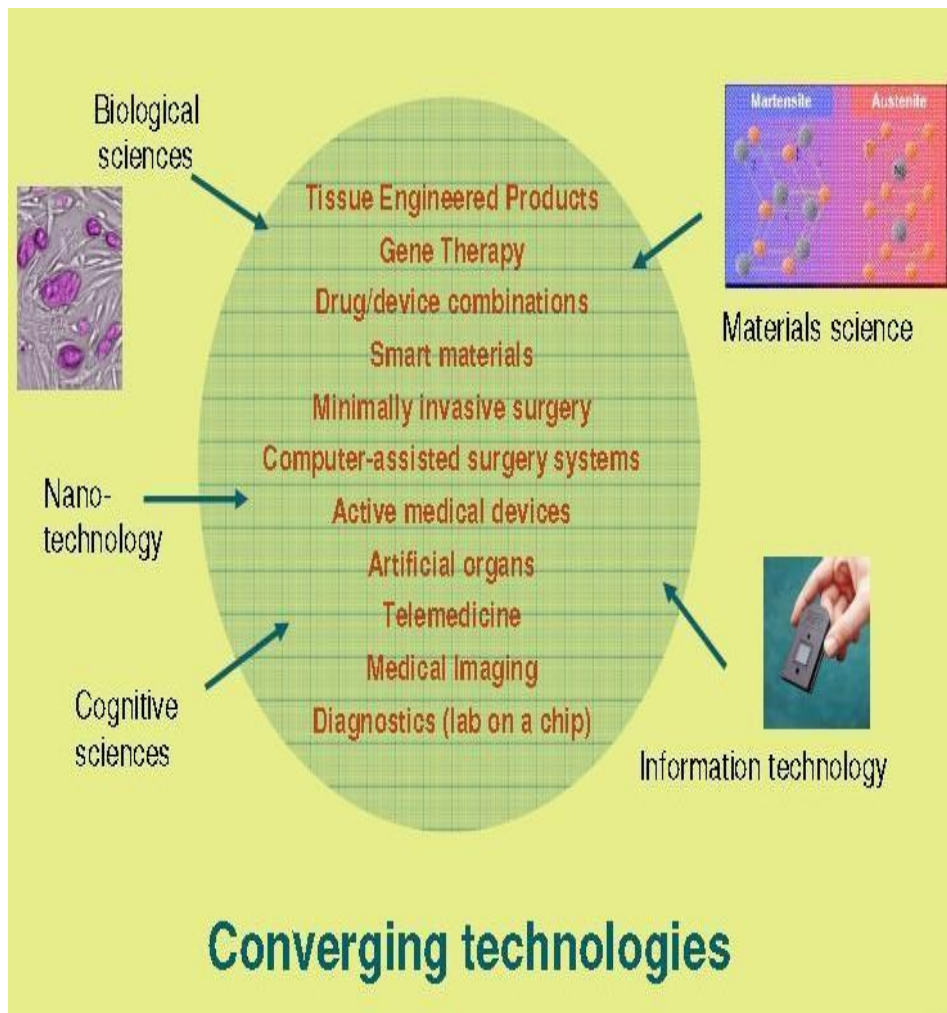 Biological
sciences
Martensite
Austenite
Tissue Engineered Products
Gene Therapy
Drug/device combinations
Smart materials
Materials science
Minimally invasive surgery
Computer-assisted surgery systems
Nano-
technology
Active medical devices
Artificial organs
Telemedicine
Medical Imaging
Cognitive
sciences
Diagnostics (lab on a chip)
Information technology
Converging technologies